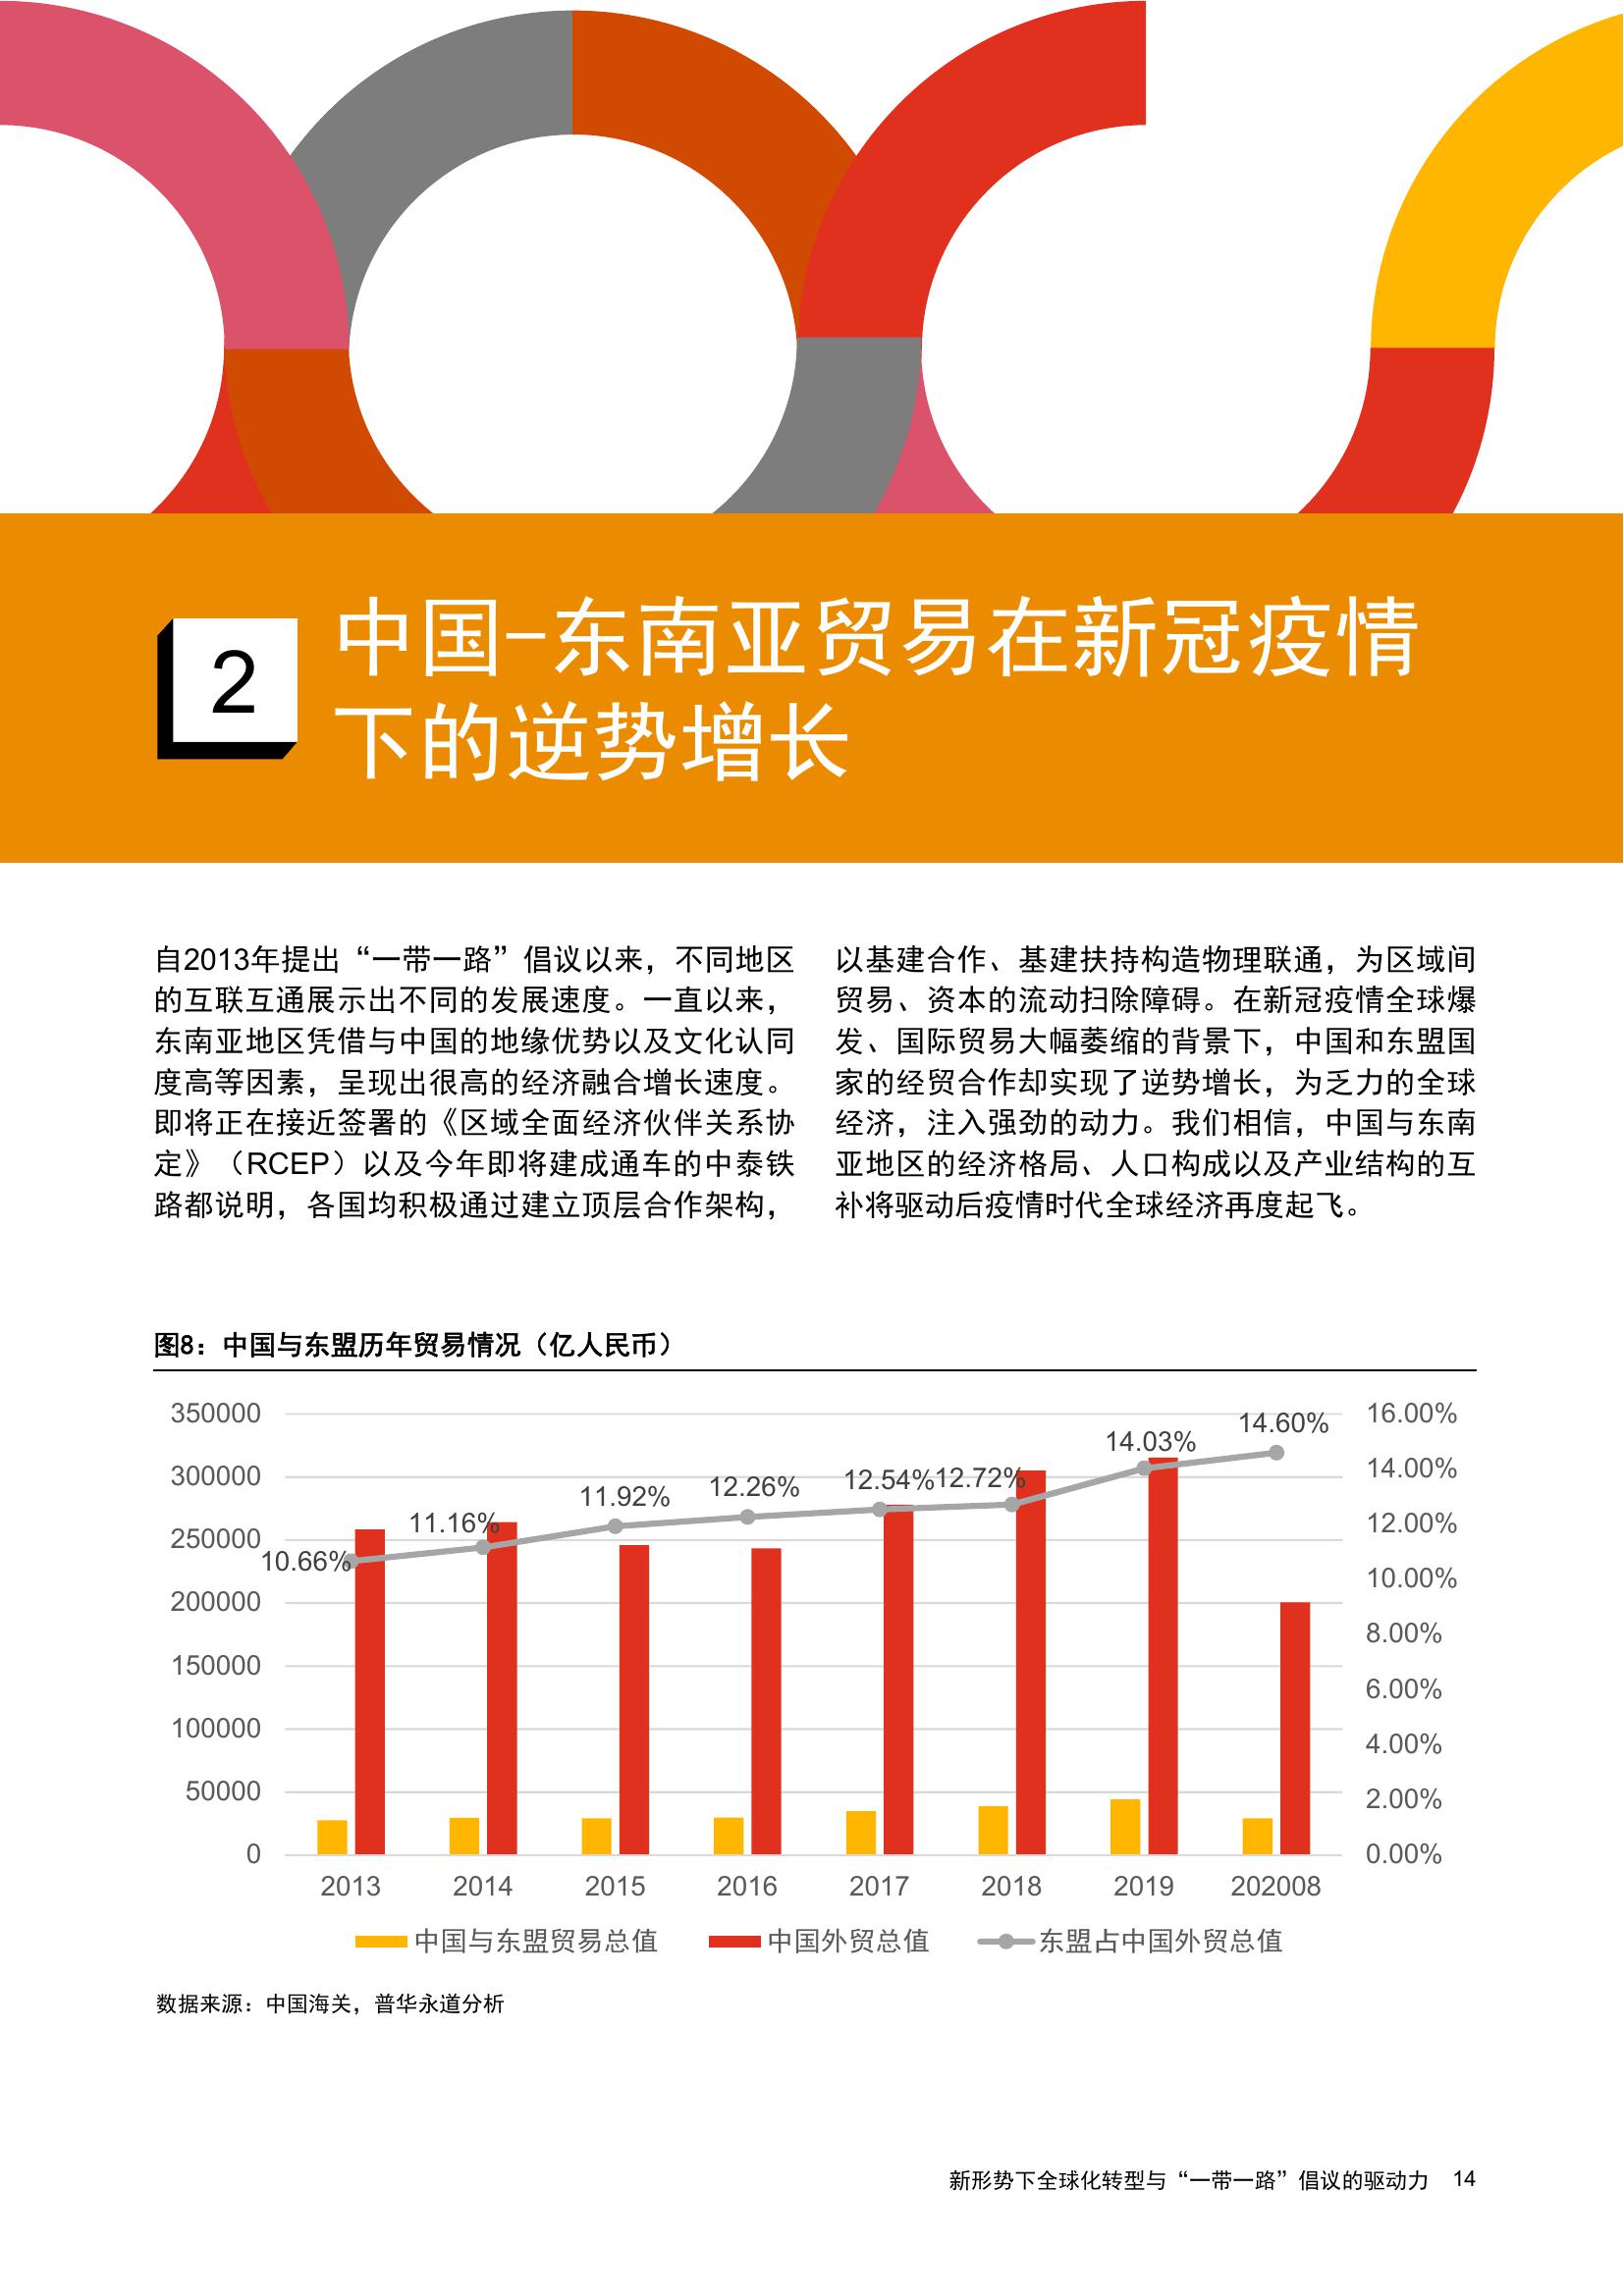 2
中国-东南亚贸易在新冠疫情
下的逆势增长
自2013年提出“一带一路”倡议以来，不同地区
的互联互通展示出不同的发展速度。一直以来，
东南亚地区凭借与中国的地缘优势以及文化认同
度高等因素，呈现出很高的经济融合增长速度。
即将正在接近签署的《区域全面经济伙伴关系协
定》（RCEP）以及今年即将建成通车的中泰铁
路都说明，各国均积极通过建立顶层合作架构，
以基建合作、基建扶持构造物理联通，为区域间
贸易、资本的流动扫除障碍。在新冠疫情全球爆
发、国际贸易大幅萎缩的背景下，中国和东盟国
家的经贸合作却实现了逆势增长，为乏力的全球
经济，注入强劲的动力。我们相信，中国与东南
亚地区的经济格局、人口构成以及产业结构的互
补将驱动后疫情时代全球经济再度起飞。
图8：中国与东盟历年贸易情况（亿人民币）
350000
300000
250000
200000
150000
100000
50000
0
10.66%
11.16%
11.92%
12.26%
12.54%
12.72%
14.03%
14.60%
16.00%
14.00%
12.00%
10.00%
8.00%
6.00%
4.00%
2.00%
0.00%
2013 2014 2015 2016 2017 2018 2019 202008
中国与东盟贸易总值 中国外贸总值 东盟占中国外贸总值
数据来源：中国海关，普华永道分析
新形势下全球化转型与“一带一路”倡议的驱动力 14